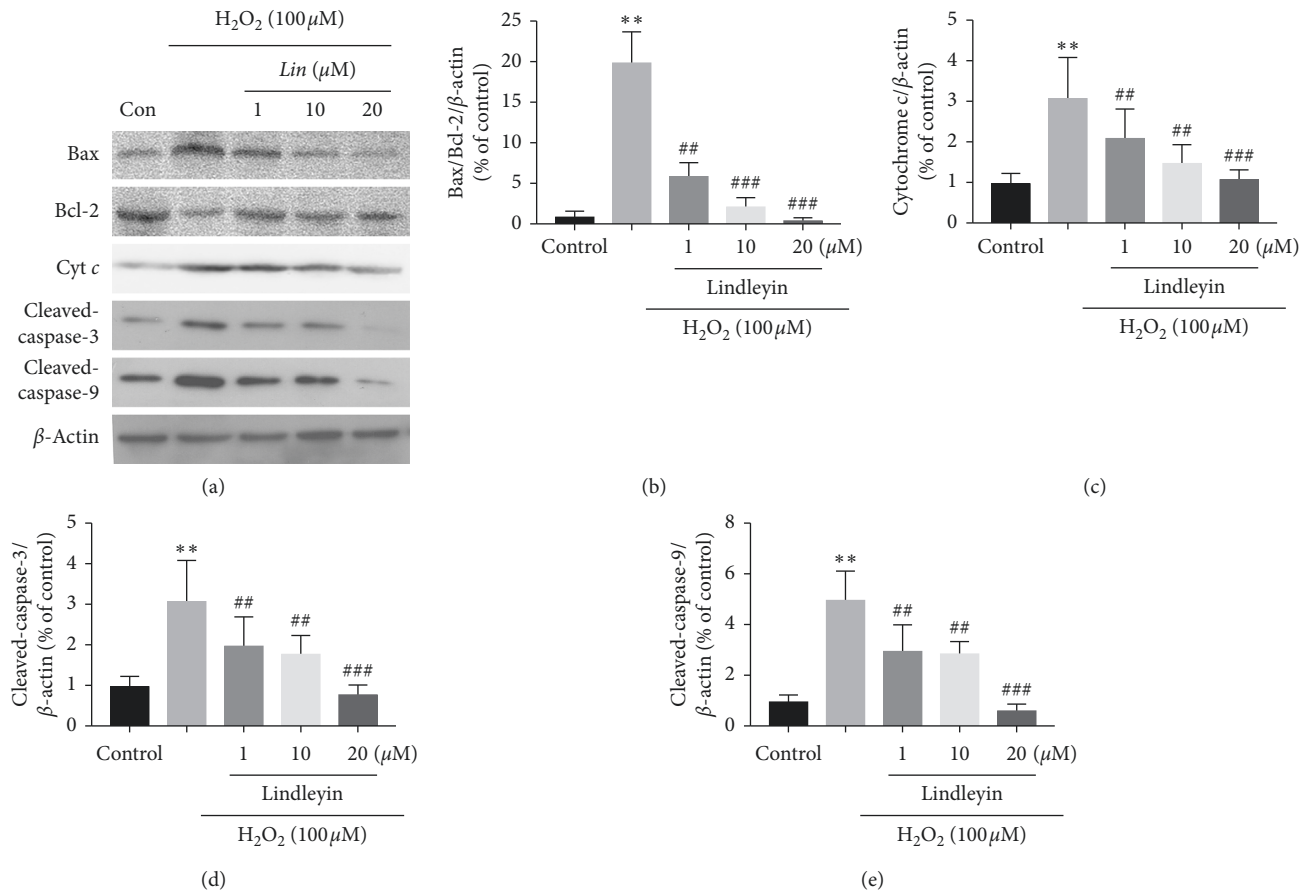 H₂O₂ (100 μM)
Lin (μM)
Con 1 10 20
Bax
Bcl-2
Cyt c
Cleaved-
caspase-3
Cleaved-
caspase-9
β-Actin
(a)
Bax/Bcl-2/β-actin
(% of control)
25
20
15
10
5
0
**
##
###
###
Control 1 10 20 (μM)
Lindleyin
H₂O₂ (100 μM)
(b)
Cytochrome c/β-actin
(% of control)
5
4
3
2
1
0
**
##
##
###
Control 1 10 20 (μM)
Lindleyin
H₂O₂ (100 μM)
(c)
Cleaved-caspase-3/
β-actin (% of control)
5
4
3
2
1
0
**
##
##
###
Control 1 10 20 (μM)
Lindleyin
H₂O₂ (100 μM)
(d)
Cleaved-caspase-9/
β-actin (% of control)
8
6
4
2
0
**
##
##
###
Control 1 10 20 (μM)
Lindleyin
H₂O₂ (100 μM)
(e)